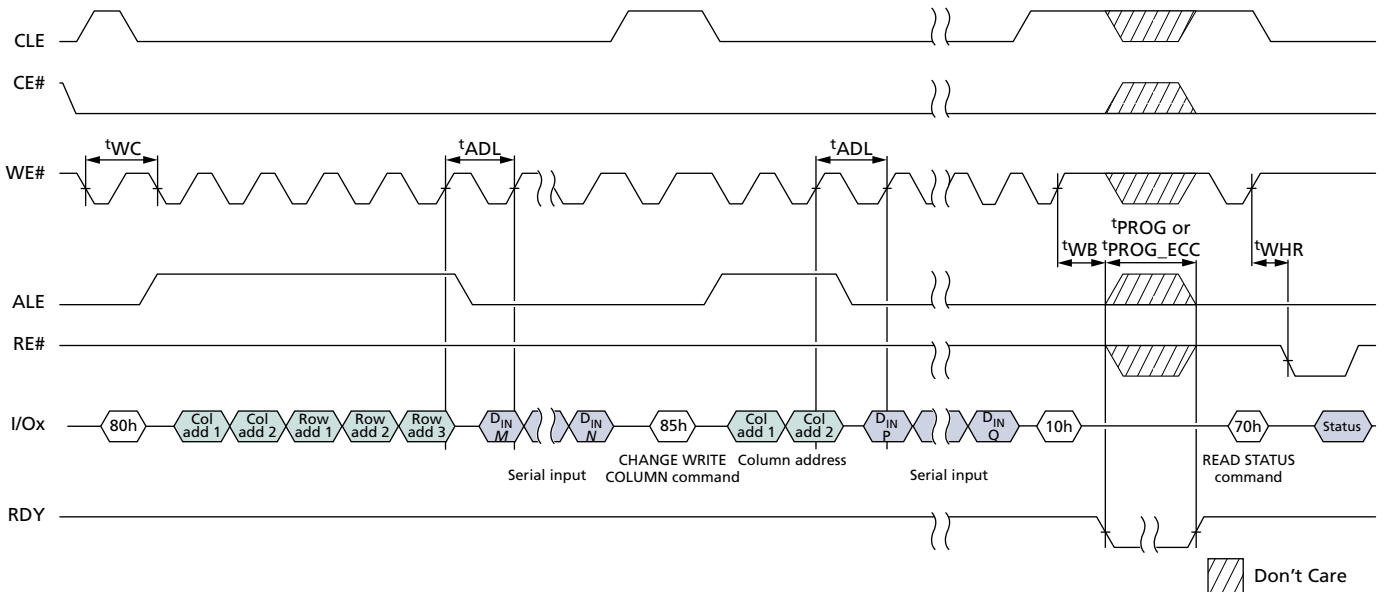 CLE
CE#
tWC
tADL
tADL
WE#
tPROG or
tWB tPROG_ECC
tWHR
ALE
RE#
I/Ox
80h
Col add 1
Col add 2
Row add 1
Row add 2
Row add 3
DIN M
DIN N
85h
Col add 1
Col add 2
DIN P
DIN Q
10h
70h
Status
Serial input
CHANGE WRITE
COLUMN command
Column address
Serial input
READ STATUS
command
RDY
Don't Care